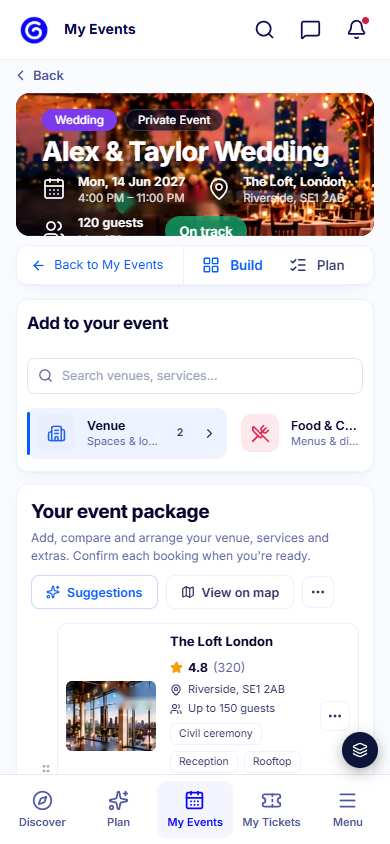 My Events
Back
Wedding
Private Event
Alex & Taylor Wedding
Mon, 14 Jun 2027
4:00 PM – 11:00 PM
The Loft, London
Riverside, SE1 2AB
120 guests
On track
Back to My Events
Build
Plan
Add to your event
Search venues, services...
Venue
Spaces & lo...
2
Food & C...
Menus & di...
Your event package
Add, compare and arrange your venue, services and
extras. Confirm each booking when you're ready.
Suggestions
View on map
The Loft London
4.8 (320)
Riverside, SE1 2AB
Up to 150 guests
Civil ceremony
Reception
Rooftop
Discover
Plan
My Events
My Tickets
Menu